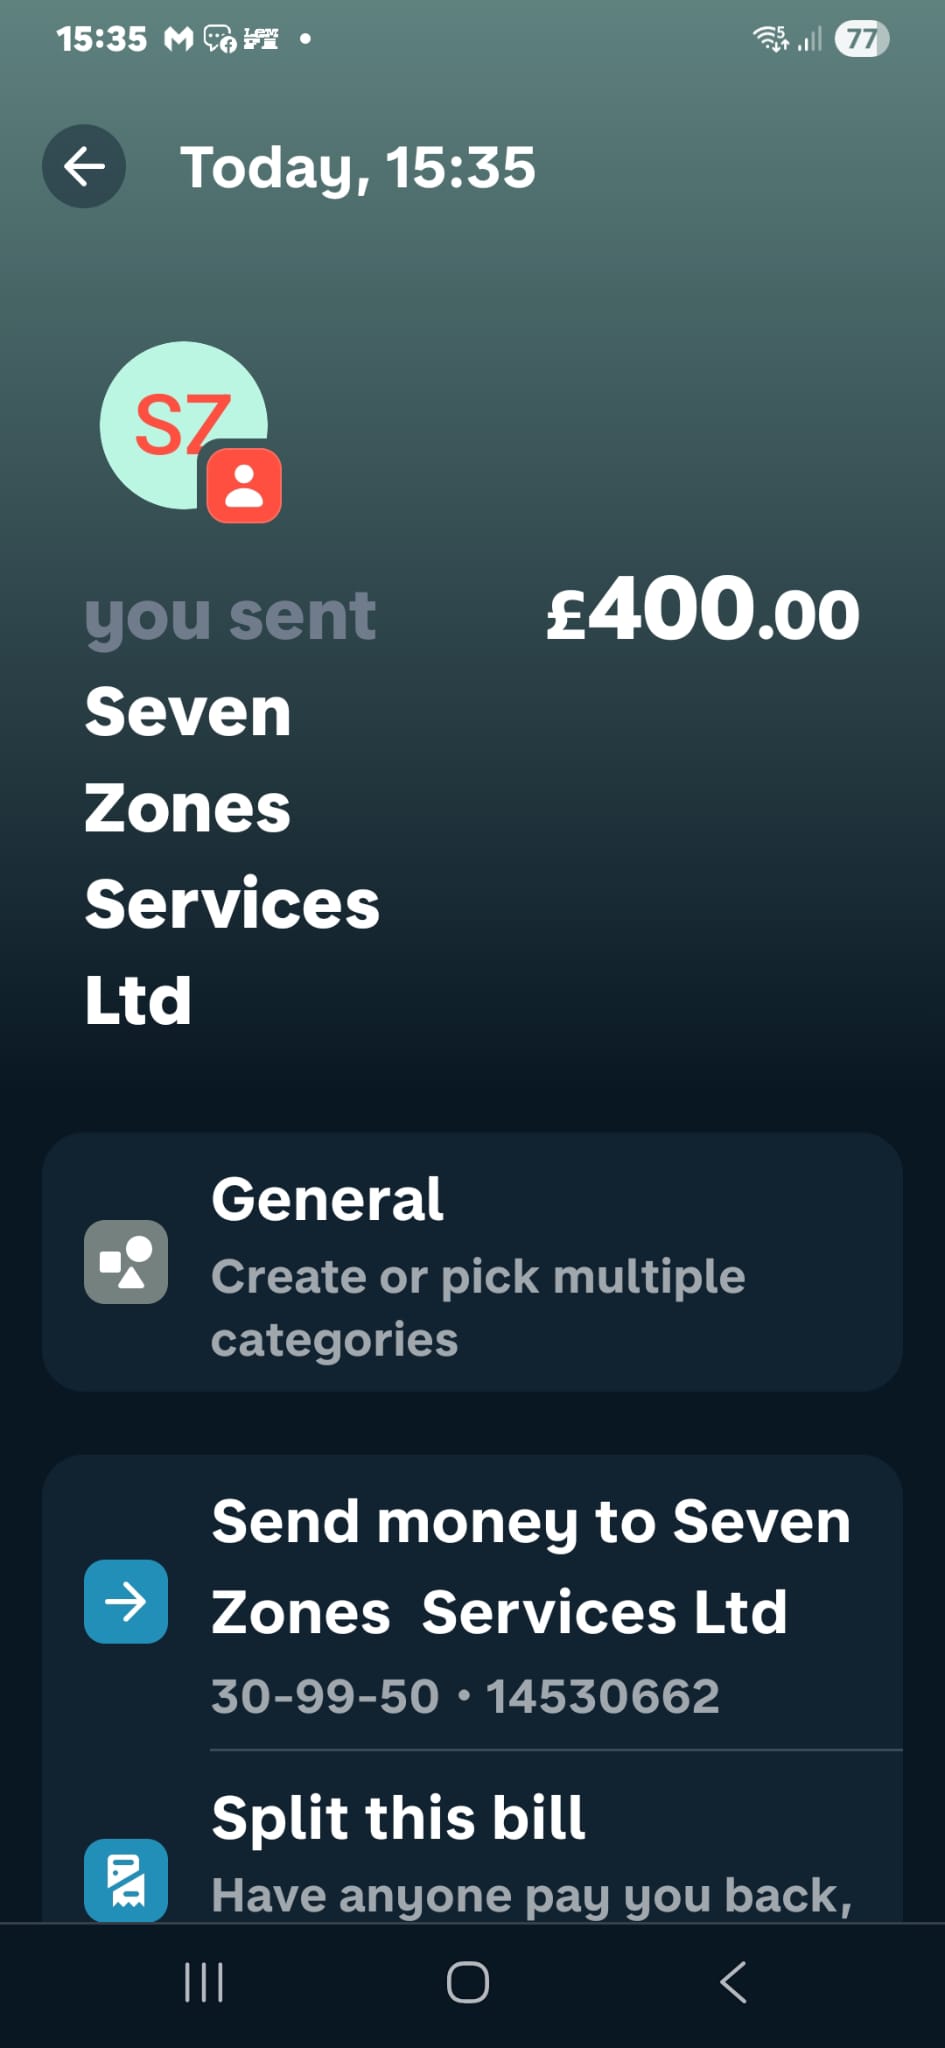 15:35
77
Today, 15:35
SZ
you sent £400.00
Seven
Zones
Services
Ltd
General
Create or pick multiple
categories
Send money to Seven
Zones Services Ltd
30-99-50 • 14530662
Split this bill
Have anyone pay you back,